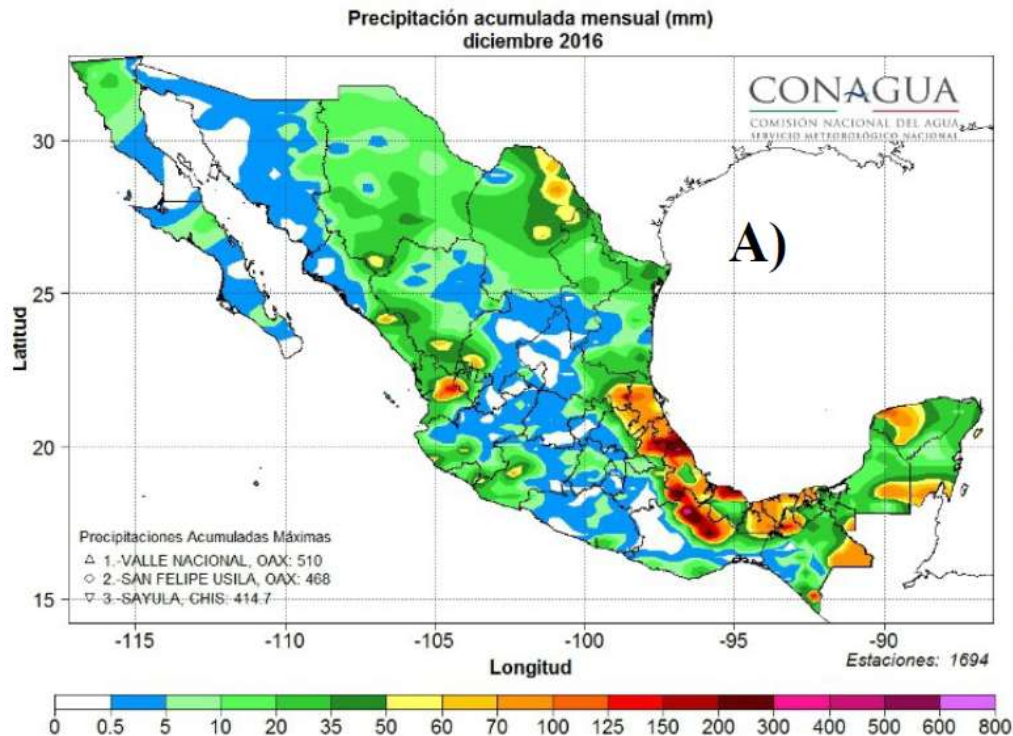 Precipitación acumulada mensual (mm)
diciembre 2016
CONAGUA
COMISIÓN NACIONAL DEL AGUA
SERVICIO METEOROLÓGICO NACIONAL
A)
Latitud
30
25
20
15
Precipitaciones Acumuladas Máximas
1.-VALLE NACIONAL, OAX: 510
2.-SAN FELIPE USILA, OAX: 468
3.-SAYULA, CHIS: 414.7
-115 -110 -105 -100 -95 -90
Longitud
Estaciones: 1694
0 0.5 5 10 20 35 50 60 70 100 125 150 200 300 400 500 600 800